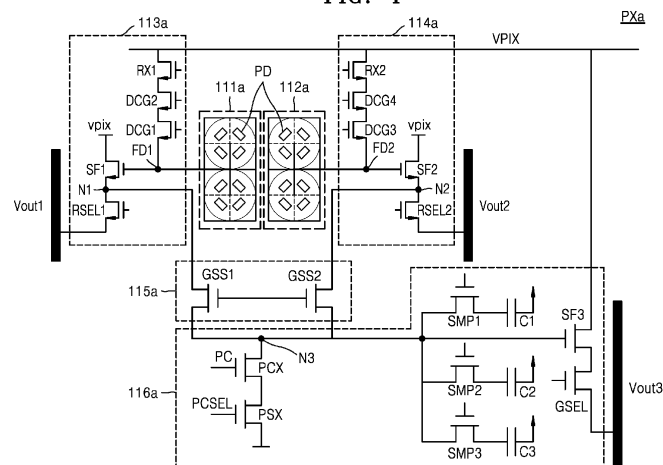 FIG. 4
PXa
113a
114a
VPIX
RX1
111a
PD
112a
RX2
DCG2
DCG4
vpix
DCG1
DCG3
vpix
FD1
FD2
SF1
SF2
N1
N2
Vout1
RSEL1
RSEL2
Vout2
GSS1
GSS2
115a
SMP1
C1
SF3
N3
PC
PCX
116a
SMP2
C2
GSEL
Vout3
PCSEL
PSX
SMP3
C3